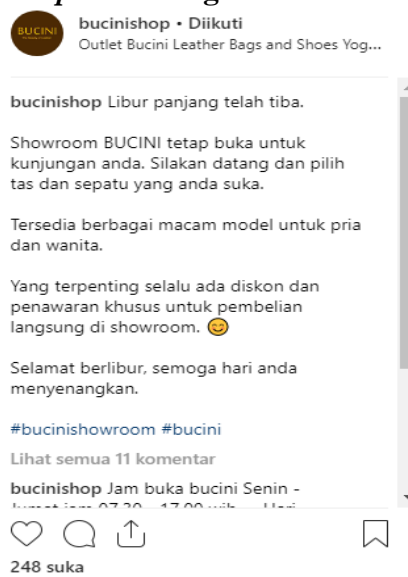 BUCINI
bucinishop • Diikuti
Outlet Bucini Leather Bags and Shoes Yog...
bucinishop Libur panjang telah tiba.
Showroom BUCINI tetap buka untuk
kunjungan anda. Silakan datang dan pilih
tas dan sepatu yang anda suka.
Tersedia berbagai macam model untuk pria
dan wanita.
Yang terpenting selalu ada diskon dan
penawaran khusus untuk pembelian
langsung di showroom. 😊
Selamat berlibur, semoga hari anda
menyenangkan.
#bucinishowroom #bucini
Lihat semua 11 komentar
bucinishop Jam buka bucini Senin -
248 suka